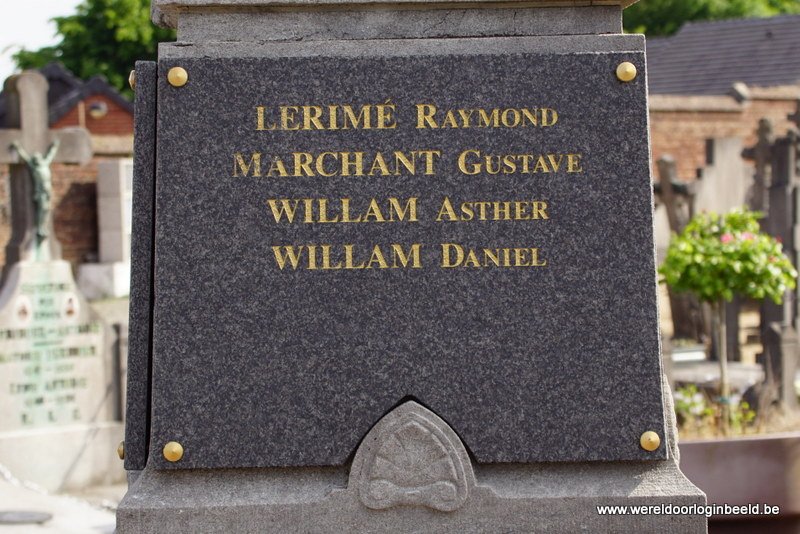 LERIMÉ RAYMOND
MARCHANT GUSTAVE
WILLAM ASTHER
WILLAM DANIEL
www.wereldoorloginbeeld.be